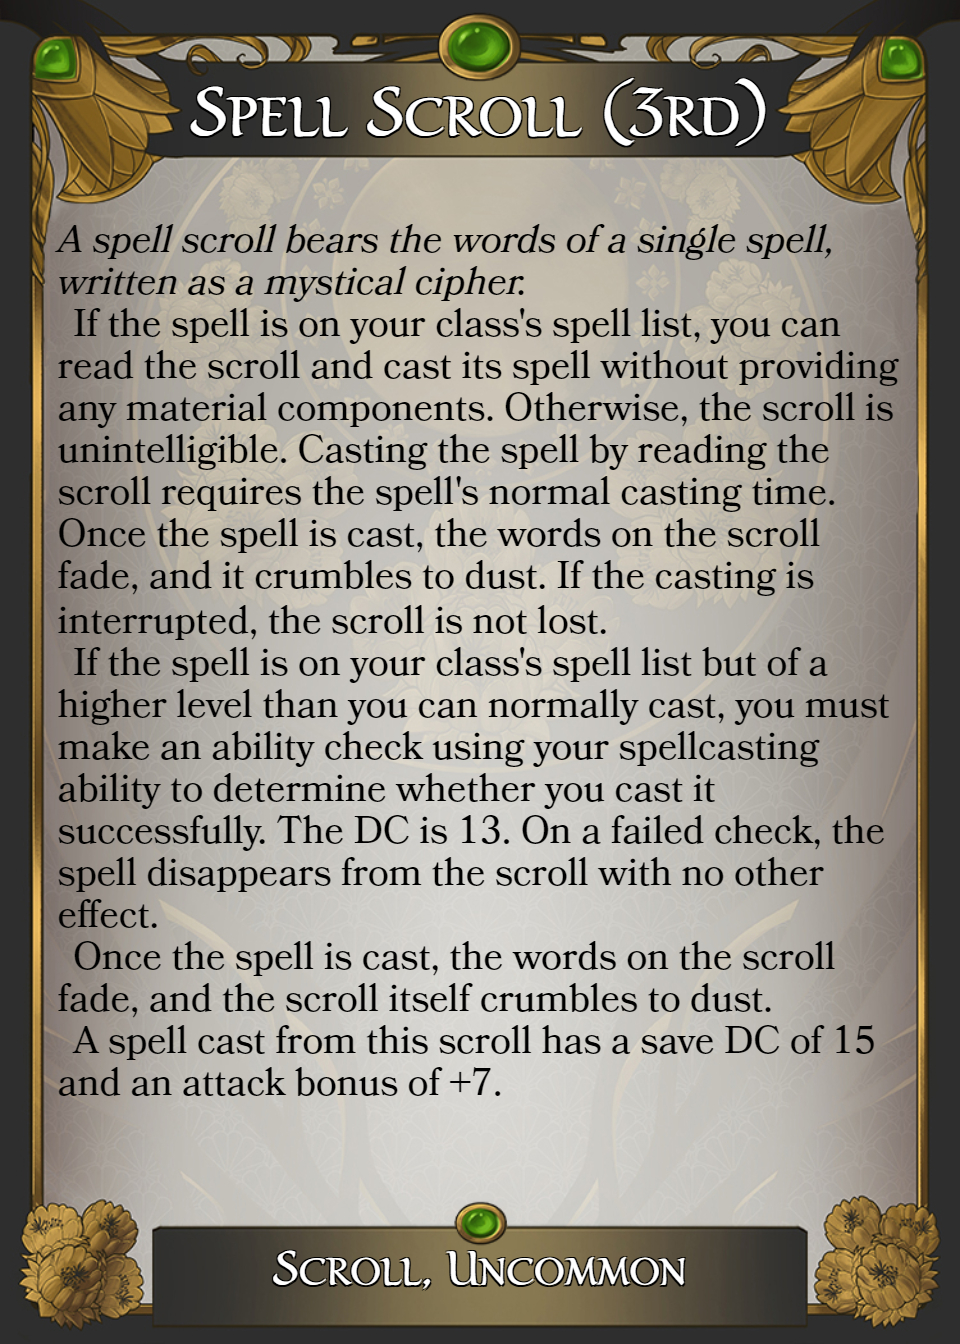 Spell Scroll (3rd)
A spell scroll bears the words of a single spell,
written as a mystical cipher.
If the spell is on your class's spell list, you can
read the scroll and cast its spell without providing
any material components. Otherwise, the scroll is
unintelligible. Casting the spell by reading the
scroll requires the spell's normal casting time.
Once the spell is cast, the words on the scroll
fade, and it crumbles to dust. If the casting is
interrupted, the scroll is not lost.
If the spell is on your class's spell list but of a
higher level than you can normally cast, you must
make an ability check using your spellcasting
ability to determine whether you cast it
successfully. The DC is 13. On a failed check, the
spell disappears from the scroll with no other
effect.
Once the spell is cast, the words on the scroll
fade, and the scroll itself crumbles to dust.
A spell cast from this scroll has a save DC of 15
and an attack bonus of +7.
Scroll, Uncommon